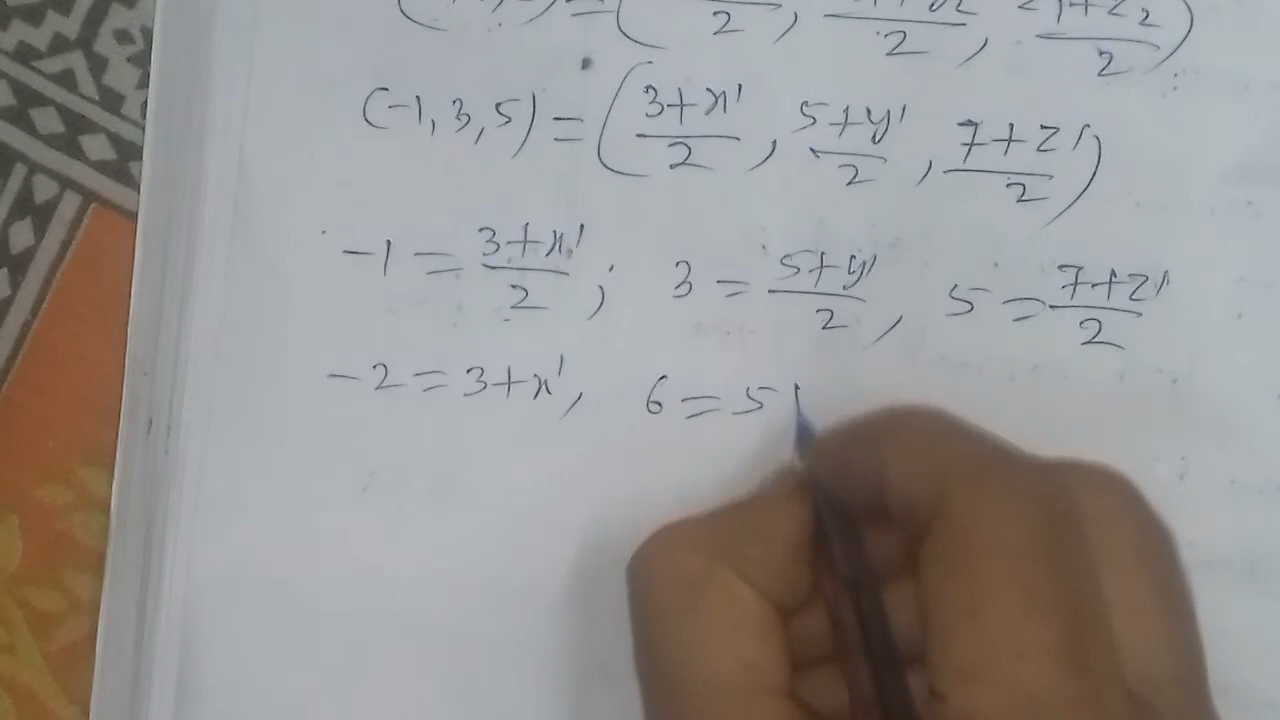 (-1, 3, 5) = (3+x'/2, 5+y'/2, 7+z'/2)
-1 = 3+x'/2 ; 3 = 5+y'/2 , 5 = 7+z'/2
-2 = 3+x', 6 = 5